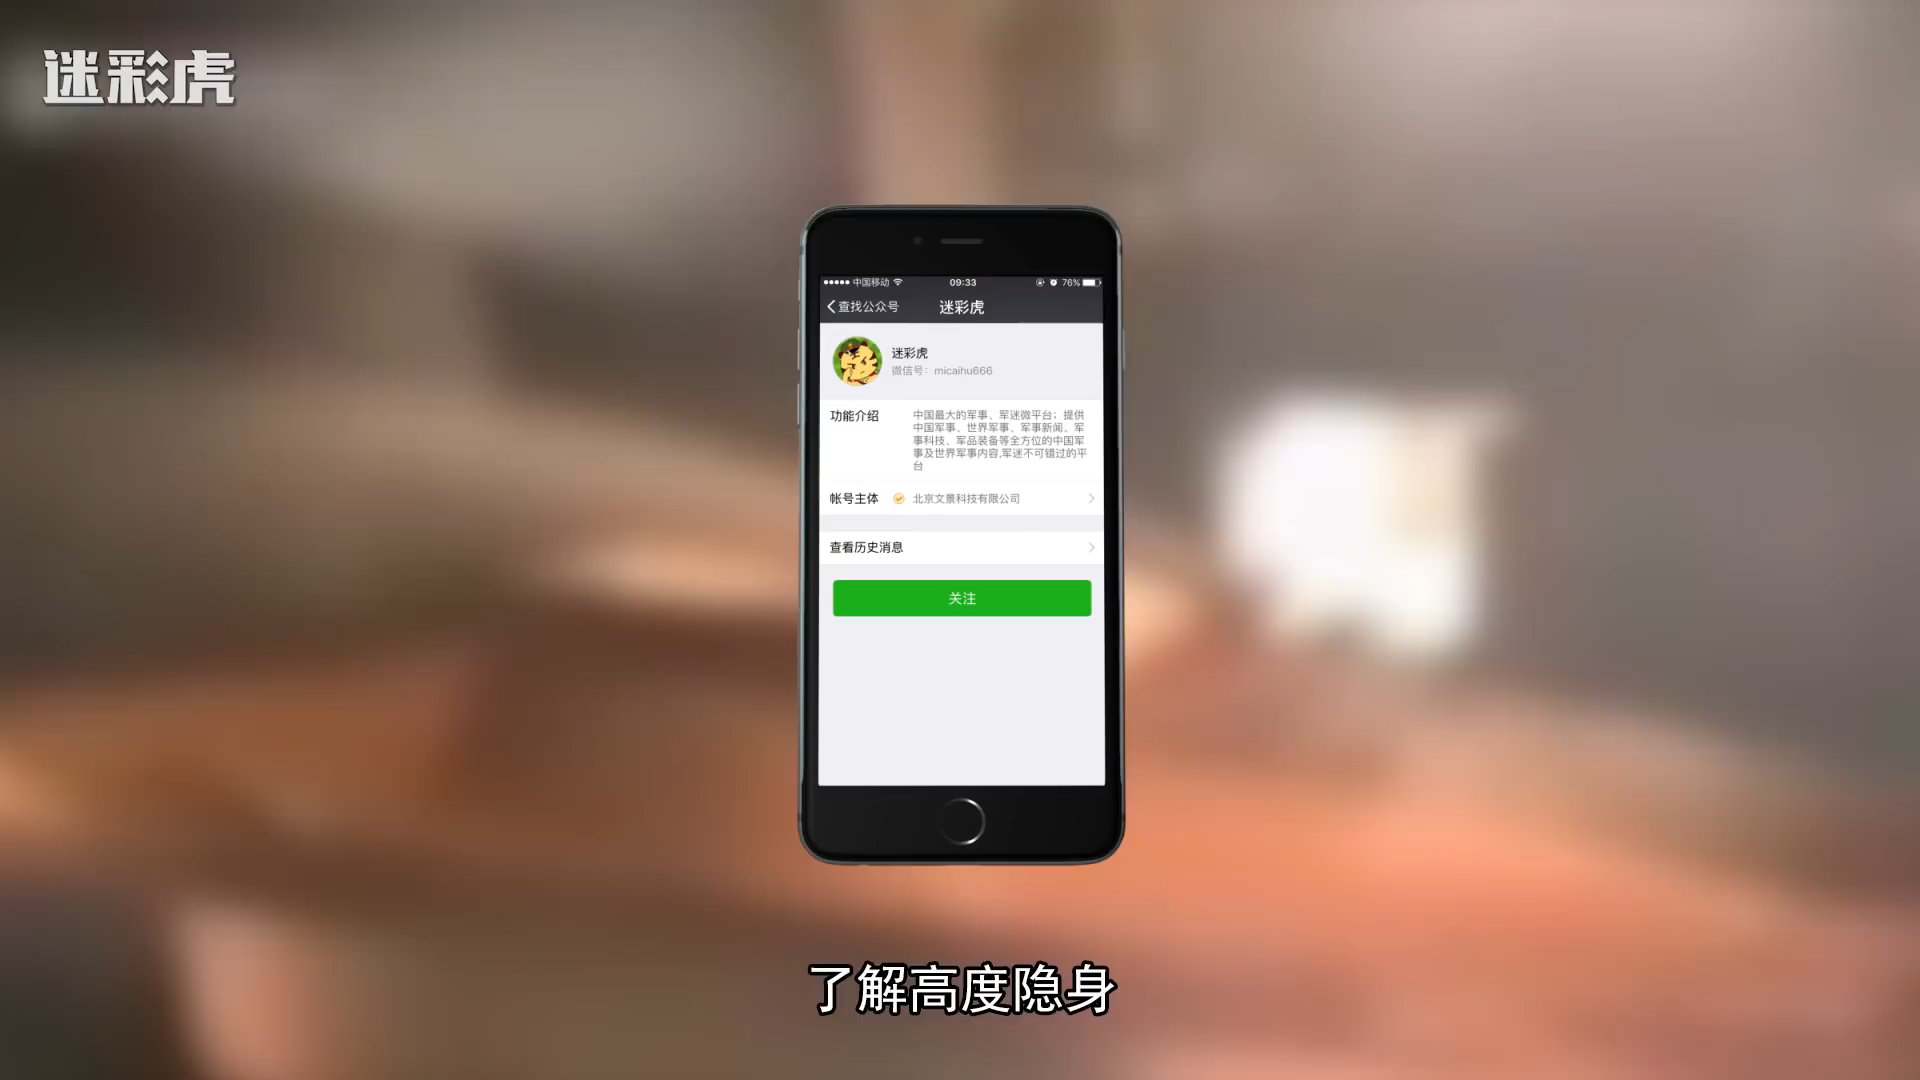 迷彩虎
中国移动 09:33 76%
查找公众号 迷彩虎
迷彩虎
微信号: micaihu666
功能介绍 中国最大的军事、军迷微平台；提供
中国军事、世界军事、军事新闻、军
事科技、军品装备等全方位的中国军
事及世界军事内容,军迷不可错过的平
台
帐号主体 北京文景科技有限公司
查看历史消息
关注
了解高度隐身